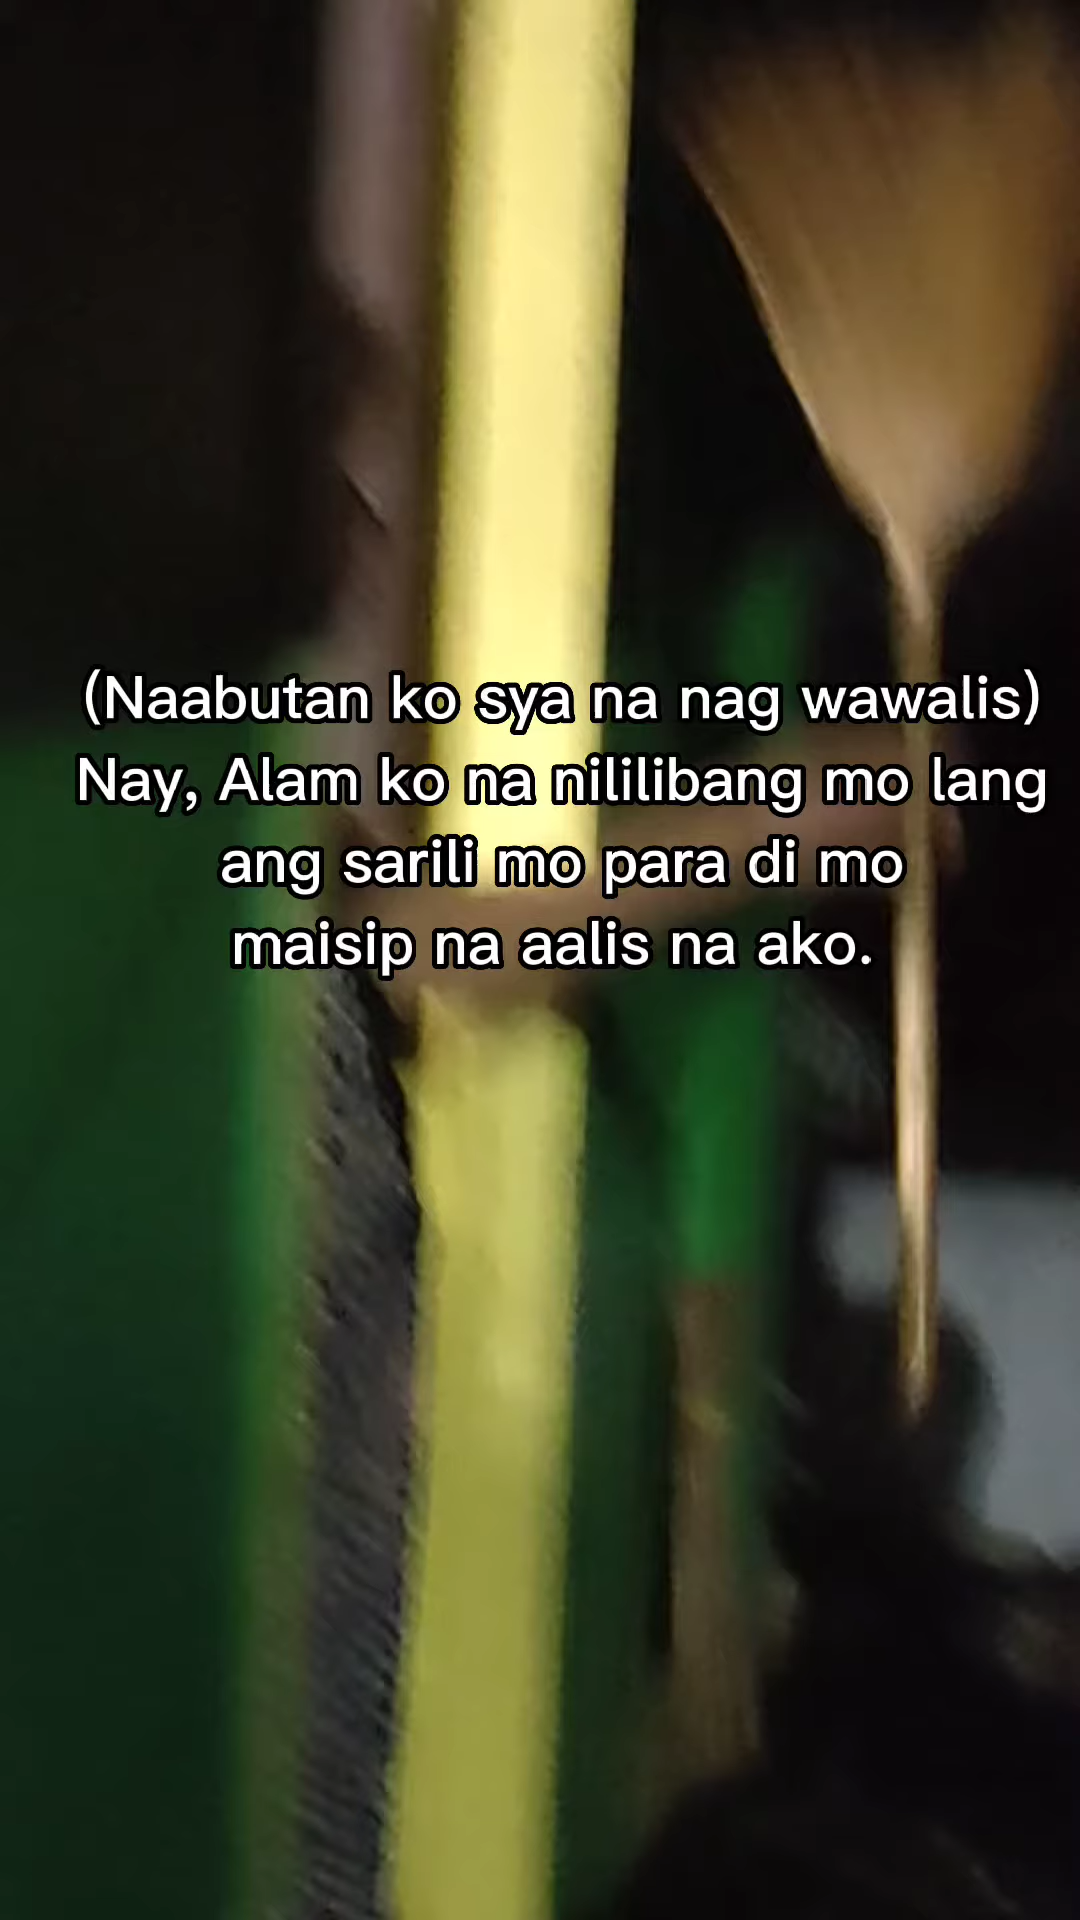 (Naabutan ko sya na nag wawalis)
Nay, Alam ko na nililibang mo lang
ang sarili mo para di mo
maisip na aalis na ako.